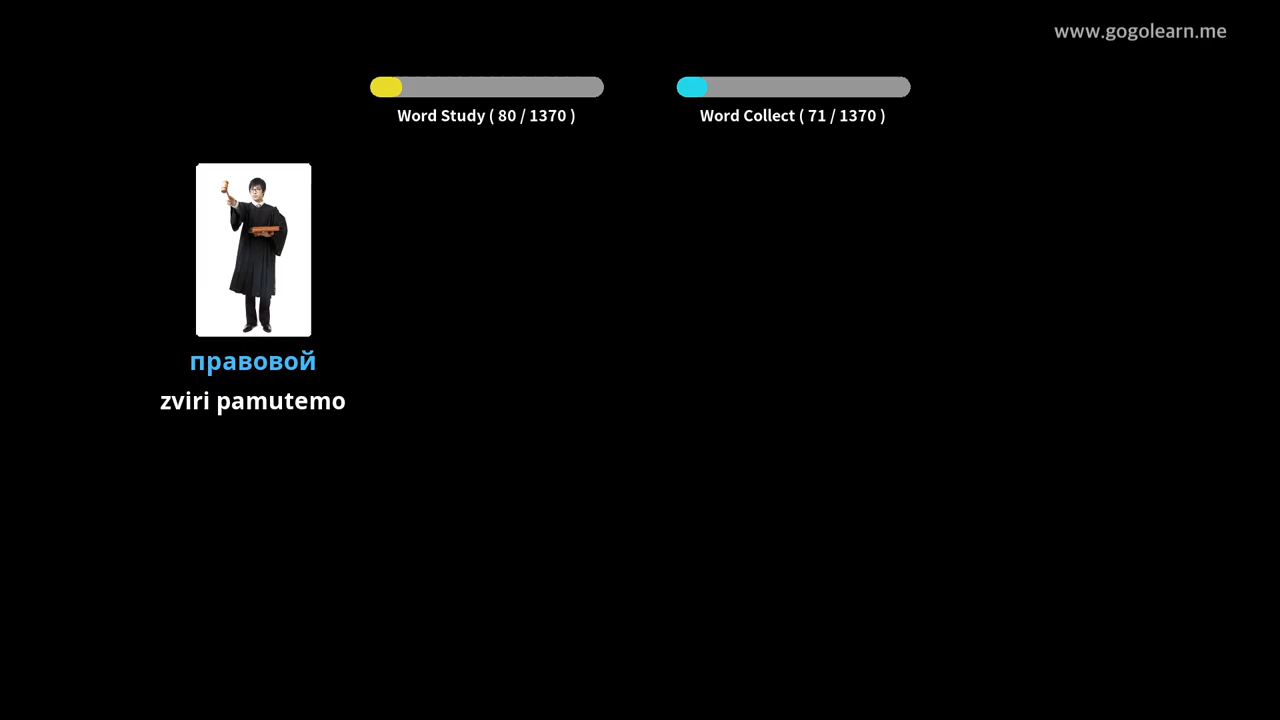 www.gogolearn.me
Word Study ( 80 / 1370 )
Word Collect ( 71 / 1370 )
правовой
zviri pamutemo